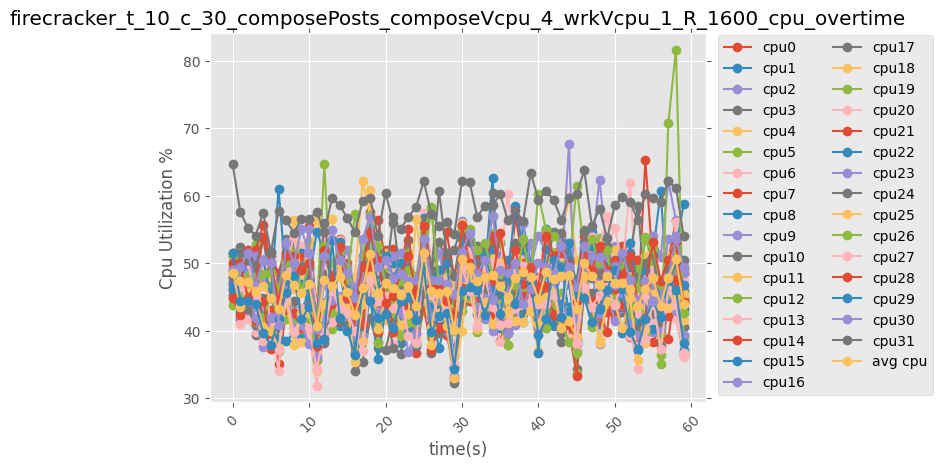 firecracker_t_10_c_30_composePosts_composeVcpu_4_wrkVcpu_1_R_1600_cpu_overtime
Cpu Utilization %
80
70
60
50
40
30
0
10
20
30
40
50
60
time(s)
cpu0
cpu1
cpu2
cpu3
cpu4
cpu5
cpu6
cpu7
cpu8
cpu9
cpu10
cpu11
cpu12
cpu13
cpu14
cpu15
cpu16
cpu17
cpu18
cpu19
cpu20
cpu21
cpu22
cpu23
cpu24
cpu25
cpu26
cpu27
cpu28
cpu29
cpu30
cpu31
avg cpu